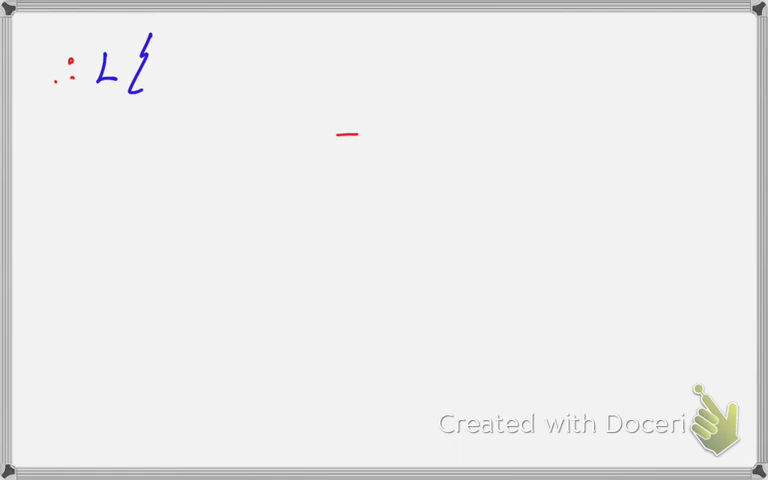 ∴ L {
—
Created with Doceri